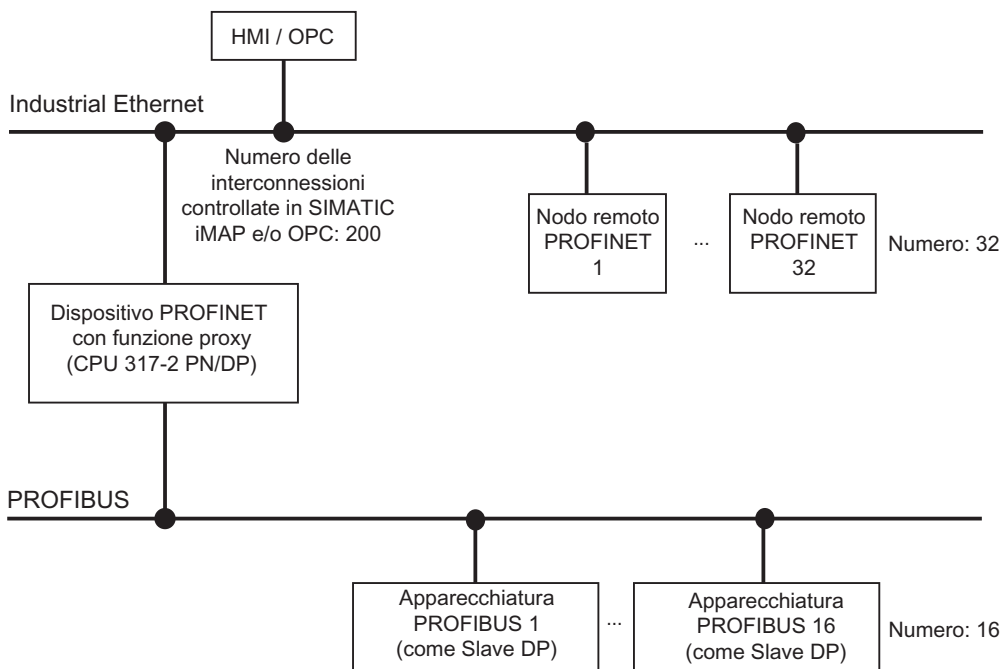 HMI / OPC
Industrial Ethernet
Numero delle
interconnessioni
controllate in SIMATIC
iMAP e/o OPC: 200
Nodo remoto
PROFINET
1
...
Nodo remoto
PROFINET
32
Numero: 32
Dispositivo PROFINET
con funzione proxy
(CPU 317-2 PN/DP)
PROFIBUS
Apparecchiatura
PROFIBUS 1
(come Slave DP)
...
Apparecchiatura
PROFIBUS 16
(come Slave DP)
Numero: 16